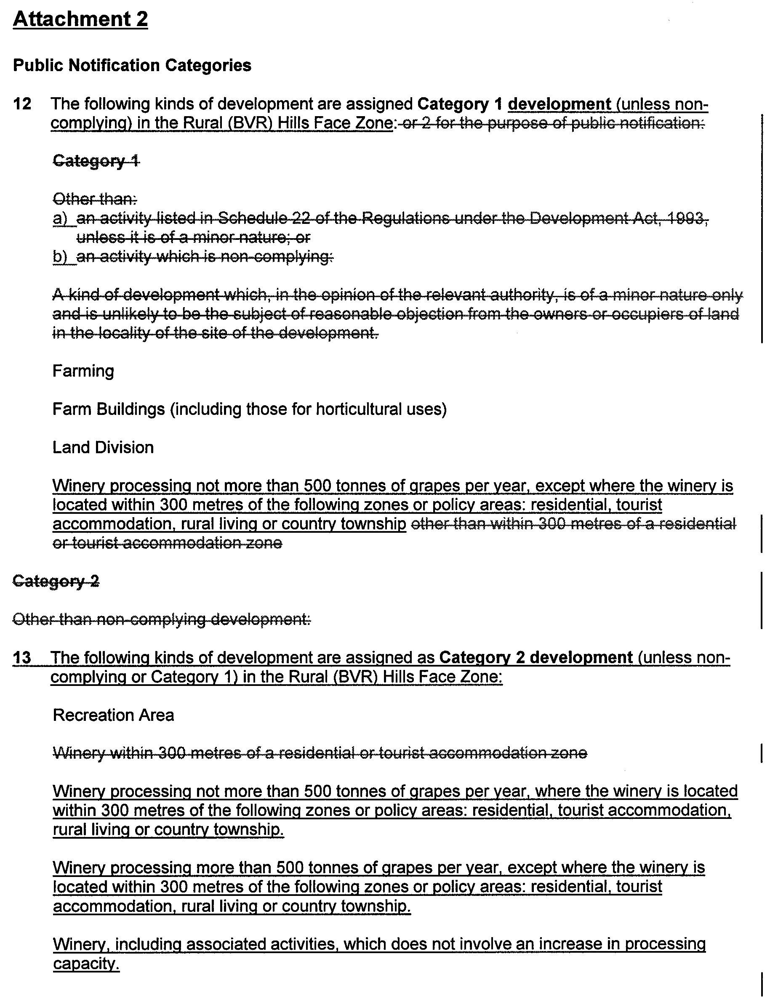 Attachment 2
Public Notification Categories
12 The following kinds of development are assigned Category 1 development (unless non-
complying) in the Rural (BVR) Hills Face Zone: or 2 for the purpose of public notification:
Category 1
Other than:
a) an activity listed in Schedule 22 of the Regulations under the Development Act, 1993,
unless it is of a minor nature; or
b) an activity which is non-complying:
A kind of development which, in the opinion of the relevant authority, is of a minor nature only
and is unlikely to be the subject of reasonable objection from the owners or occupiers of land
in the locality of the site of the development.
Farming
Farm Buildings (including those for horticultural uses)
Land Division
Winery processing not more than 500 tonnes of grapes per year, except where the winery is
located within 300 metres of the following zones or policy areas: residential, tourist
accommodation, rural living or country township other than within 300 metres of a residential
or tourist accommodation zone
Category 2
Other than non-complying development:
13 The following kinds of development are assigned as Category 2 development (unless non-
complying or Category 1) in the Rural (BVR) Hills Face Zone:
Recreation Area
Winery within 300 metres of a residential or tourist accommodation zone
Winery processing not more than 500 tonnes of grapes per year, where the winery is located
within 300 metres of the following zones or policy areas: residential, tourist accommodation,
rural living or country township.
Winery processing more than 500 tonnes of grapes per year, except where the winery is
located within 300 metres of the following zones or policy areas: residential, tourist
accommodation, rural living or country township.
Winery, including associated activities, which does not involve an increase in processing
capacity.